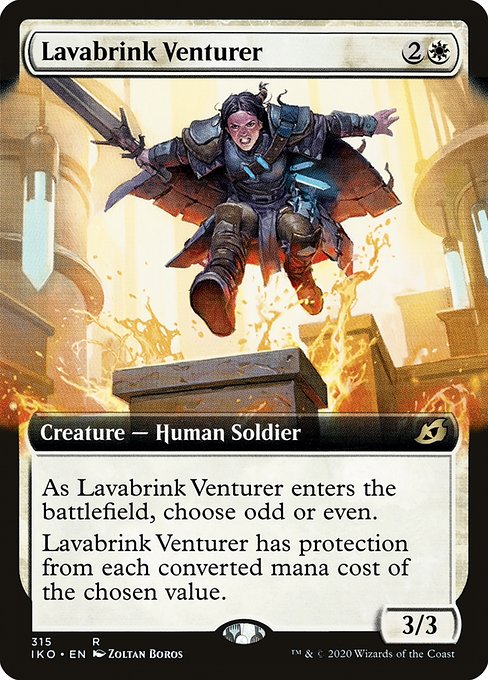 Lavabrink Venturer 2
Creature — Human Soldier
As Lavabrink Venturer enters the
battlefield, choose odd or even.
Lavabrink Venturer has protection
from each converted mana cost of
the chosen value.
3/3
315 R
IKO • EN Zoltan Boros
™ & © 2020 Wizards of the Coast